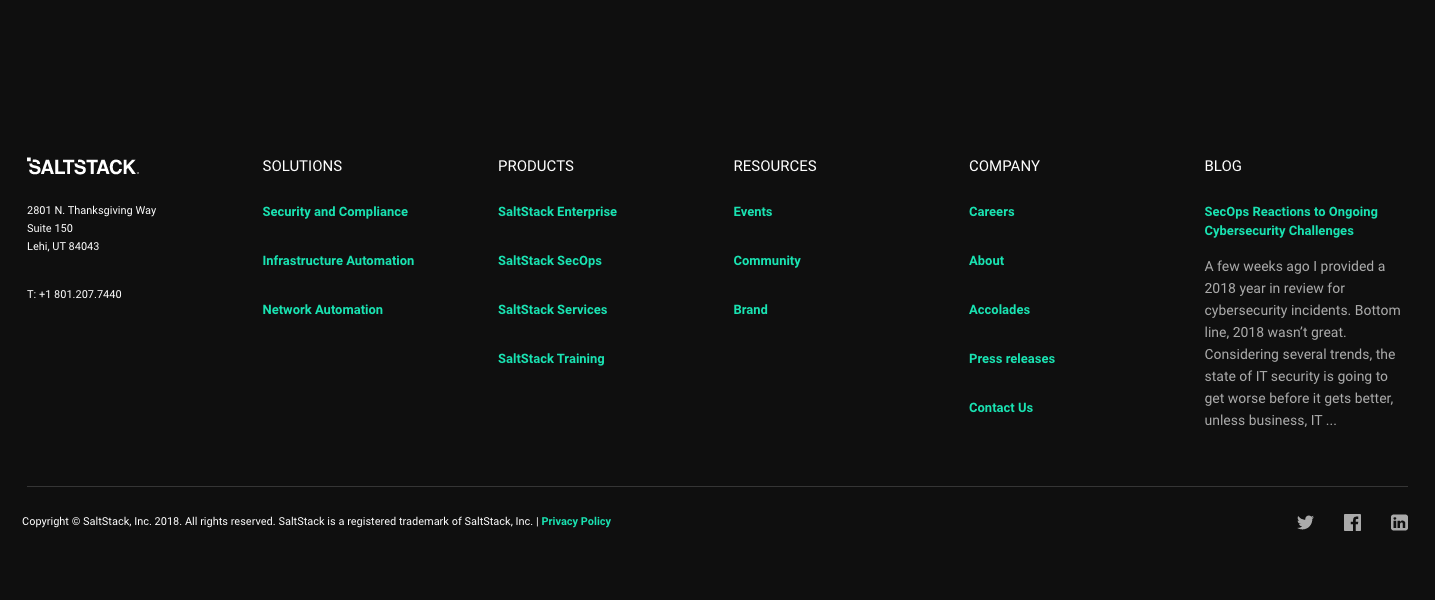 SALTSTACK.
2801 N. Thanksgiving Way
Suite 150
Lehi, UT 84043
T: +1 801.207.7440
SOLUTIONS
Security and Compliance
Infrastructure Automation
Network Automation
PRODUCTS
SaltStack Enterprise
SaltStack SecOps
SaltStack Services
SaltStack Training
RESOURCES
Events
Community
Brand
COMPANY
Careers
About
Accolades
Press releases
Contact Us
BLOG
SecOps Reactions to Ongoing
Cybersecurity Challenges
A few weeks ago I provided a
2018 year in review for
cybersecurity incidents. Bottom
line, 2018 wasn’t great.
Considering several trends, the
state of IT security is going to
get worse before it gets better,
unless business, IT ...
Copyright © SaltStack, Inc. 2018. All rights reserved. SaltStack is a registered trademark of SaltStack, Inc. | Privacy Policy